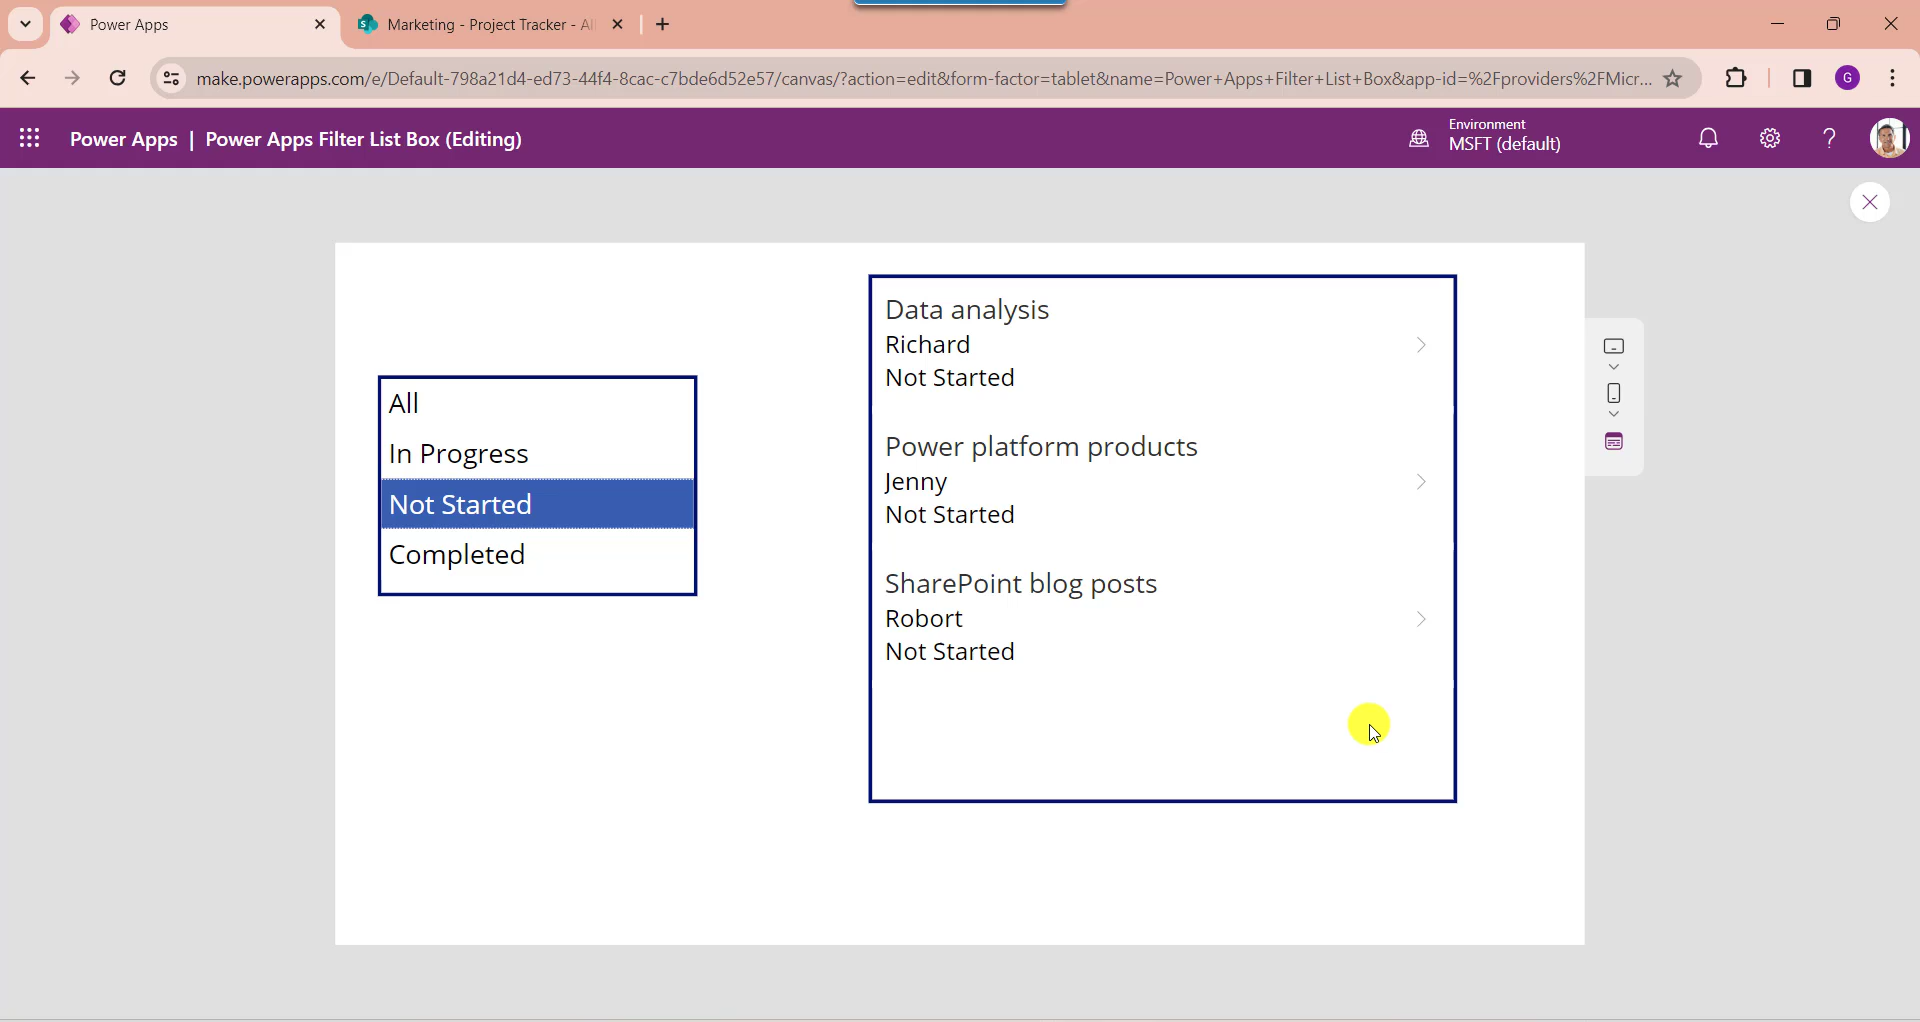 Power Apps
Marketing - Project Tracker - Al
make.powerapps.com/e/Default-798a21d4-ed73-44f4-8cac-c7bde6d52e57/canvas/?action=edit&form-factor=tablet&name=Power+Apps+Filter+List+Box&app-id=%2Fproviders%2FMicr...
G
Power Apps | Power Apps Filter List Box (Editing)
Environment
MSFT (default)
All
In Progress
Not Started
Completed
Data analysis
Richard
Not Started
Power platform products
Jenny
Not Started
SharePoint blog posts
Robort
Not Started